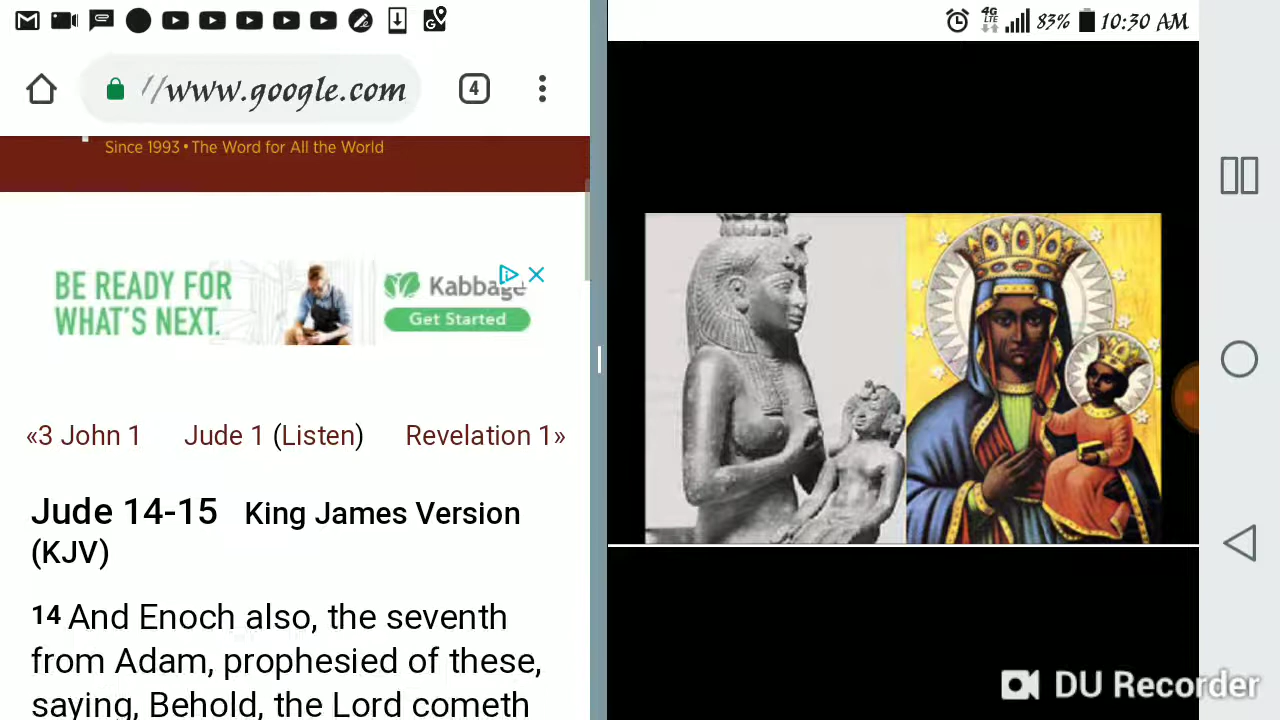 83% 10:30 AM
4G
LTE
//www.google.com
4
Since 1993 • The Word for All the World
BE READY FOR
WHAT'S NEXT.
Kabbage
Get Started
«3 John 1 Jude 1 (Listen) Revelation 1»
Jude 14-15 King James Version
(KJV)
14 And Enoch also, the seventh
from Adam, prophesied of these,
saying, Behold, the Lord cometh
DU Recorder